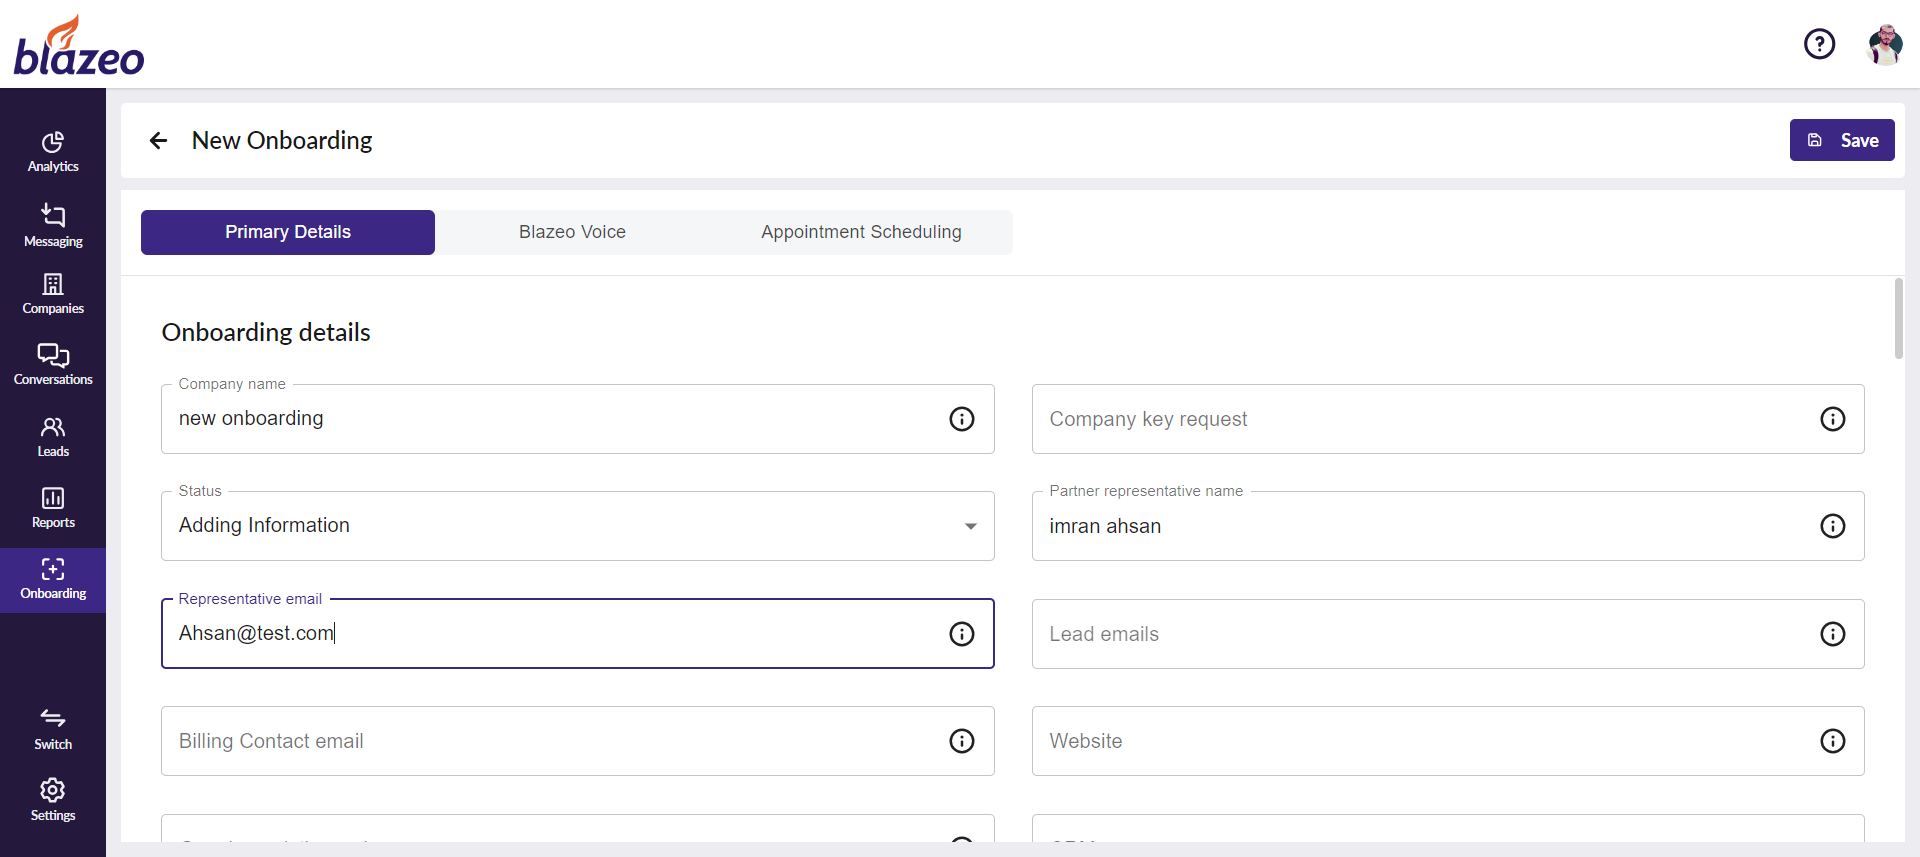 blazeo
New Onboarding
Save
Analytics
Messaging
Companies
Conversations
Leads
Reports
Onboarding
Switch
Settings
Primary Details
Blazeo Voice
Appointment Scheduling
Onboarding details
Company name
new onboarding
Company key request
Status
Adding Information
Partner representative name
imran ahsan
Representative email
Ahsan@test.com
Lead emails
Billing Contact email
Website